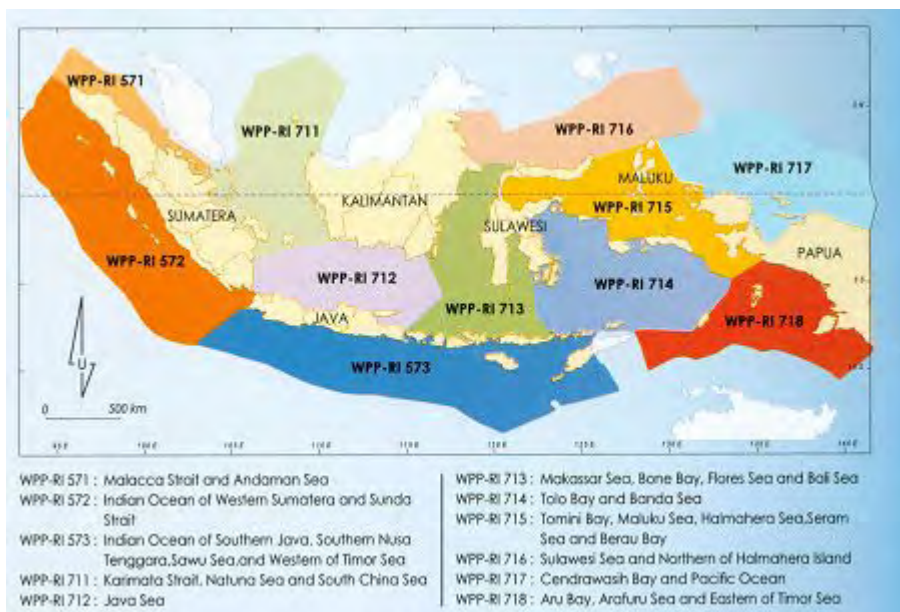 WPP-RI 571
WPP-RI 711
WPP-RI 716
WPP-RI 717
MALUKU
KALIMANTAN
SUMATERA
WPP-RI 715
SULAWESI
PAPUA
WPP-RI 572
WPP-RI 712
WPP-RI 714
WPP-RI 713
JAVA
WPP-RI 718
WPP-RI 573
U
0 500 km
WPP-RI 571 : Malacca Strait and Andaman Sea
WPP-RI 572 : Indian Ocean of Western Sumatera and Sunda
Strait
WPP-RI 573 : Indian Ocean of Southern Java, Southern Nusa
Tenggara,Sawu Sea,and Western of Timor Sea
WPP-RI 711 : Karimata Strait, Natuna Sea and South China Sea
WPP-RI 712 : Java Sea
WPP-RI 713 : Makassar Sea, Bone Bay, Flores Sea and Bali Sea
WPP-RI 714 : Tolo Bay and Banda Sea
WPP-RI 715 : Tomini Bay, Maluku Sea, Halmahera Sea,Seram
Sea and Berau Bay
WPP-RI 716 : Sulawesi Sea and Northern of Halmahera Island
WPP-RI 717 : Cendrawasih Bay and Pacific Ocean
WPP-RI 718 : Aru Bay, Arafuru Sea and Eastern of Timor Sea